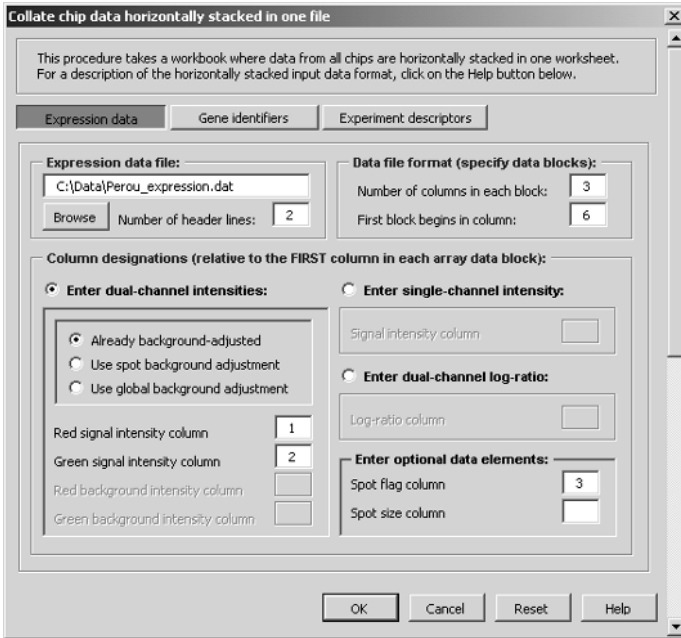 Collate chip data horizontally stacked in one file
This procedure takes a workbook where data from all chips are horizontally stacked in one worksheet.
For a description of the horizontally stacked input data format, click on the Help button below.
Expression data Gene identifiers Experiment descriptors
Expression data file:
C:\Data\Perou_expression.dat
Browse Number of header lines: 2
Data file format (specify data blocks):
Number of columns in each block: 3
First block begins in column: 6
Column designations (relative to the FIRST column in each array data block):
Enter dual-channel intensities:
Already background-adjusted
Use spot background adjustment
Use global background adjustment
Red signal intensity column 1
Green signal intensity column 2
Red background intensity column
Green background intensity column
Enter single-channel intensity:
Signal intensity column
Enter dual-channel log-ratio:
Log-ratio column
Enter optional data elements:
Spot flag column 3
Spot size column
OK Cancel Reset Help